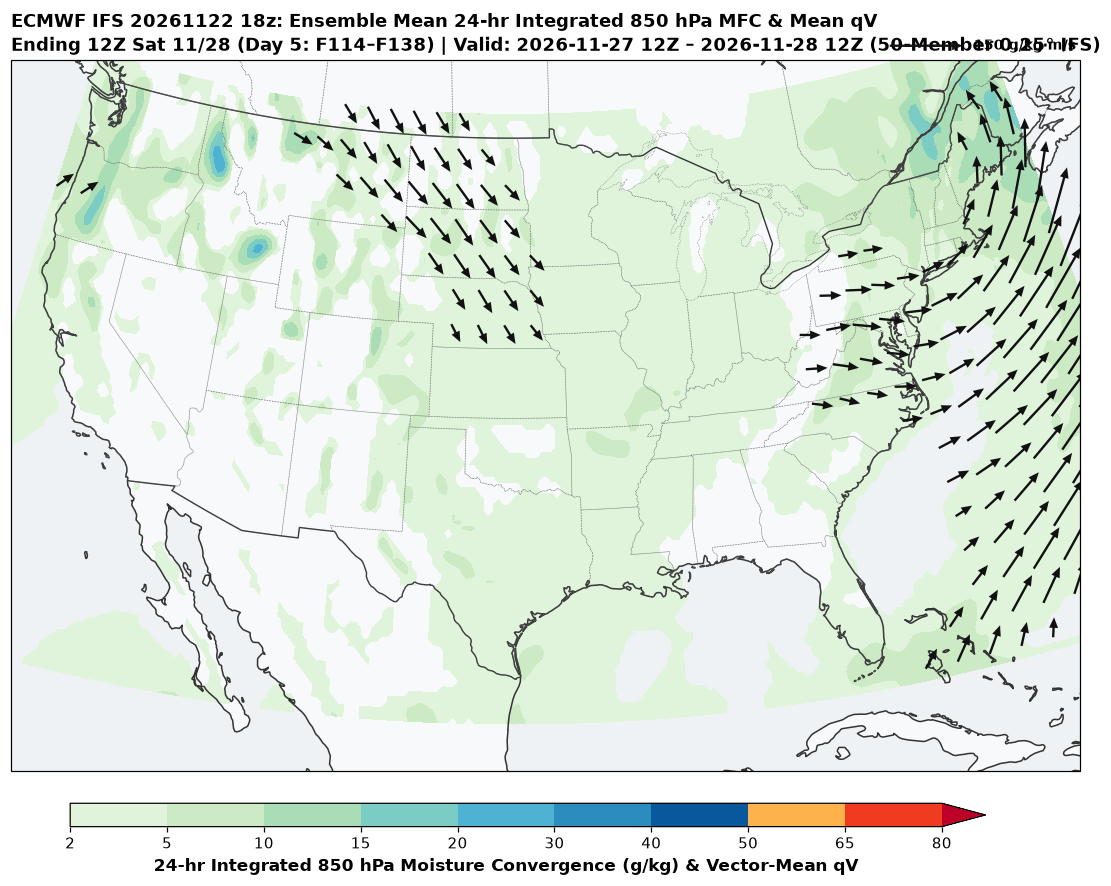 ECMWF IFS 20261122 18z: Ensemble Mean 24-hr Integrated 850 hPa MFC & Mean qV
Ending 12Z Sat 11/28 (Day 5: F114–F138) | Valid: 2026-11-27 12Z – 2026-11-28 12Z (50-Member 0.25° IFS)
2 5 10 15 20 30 40 50 65 80
24-hr Integrated 850 hPa Moisture Convergence (g/kg) & Vector-Mean qV